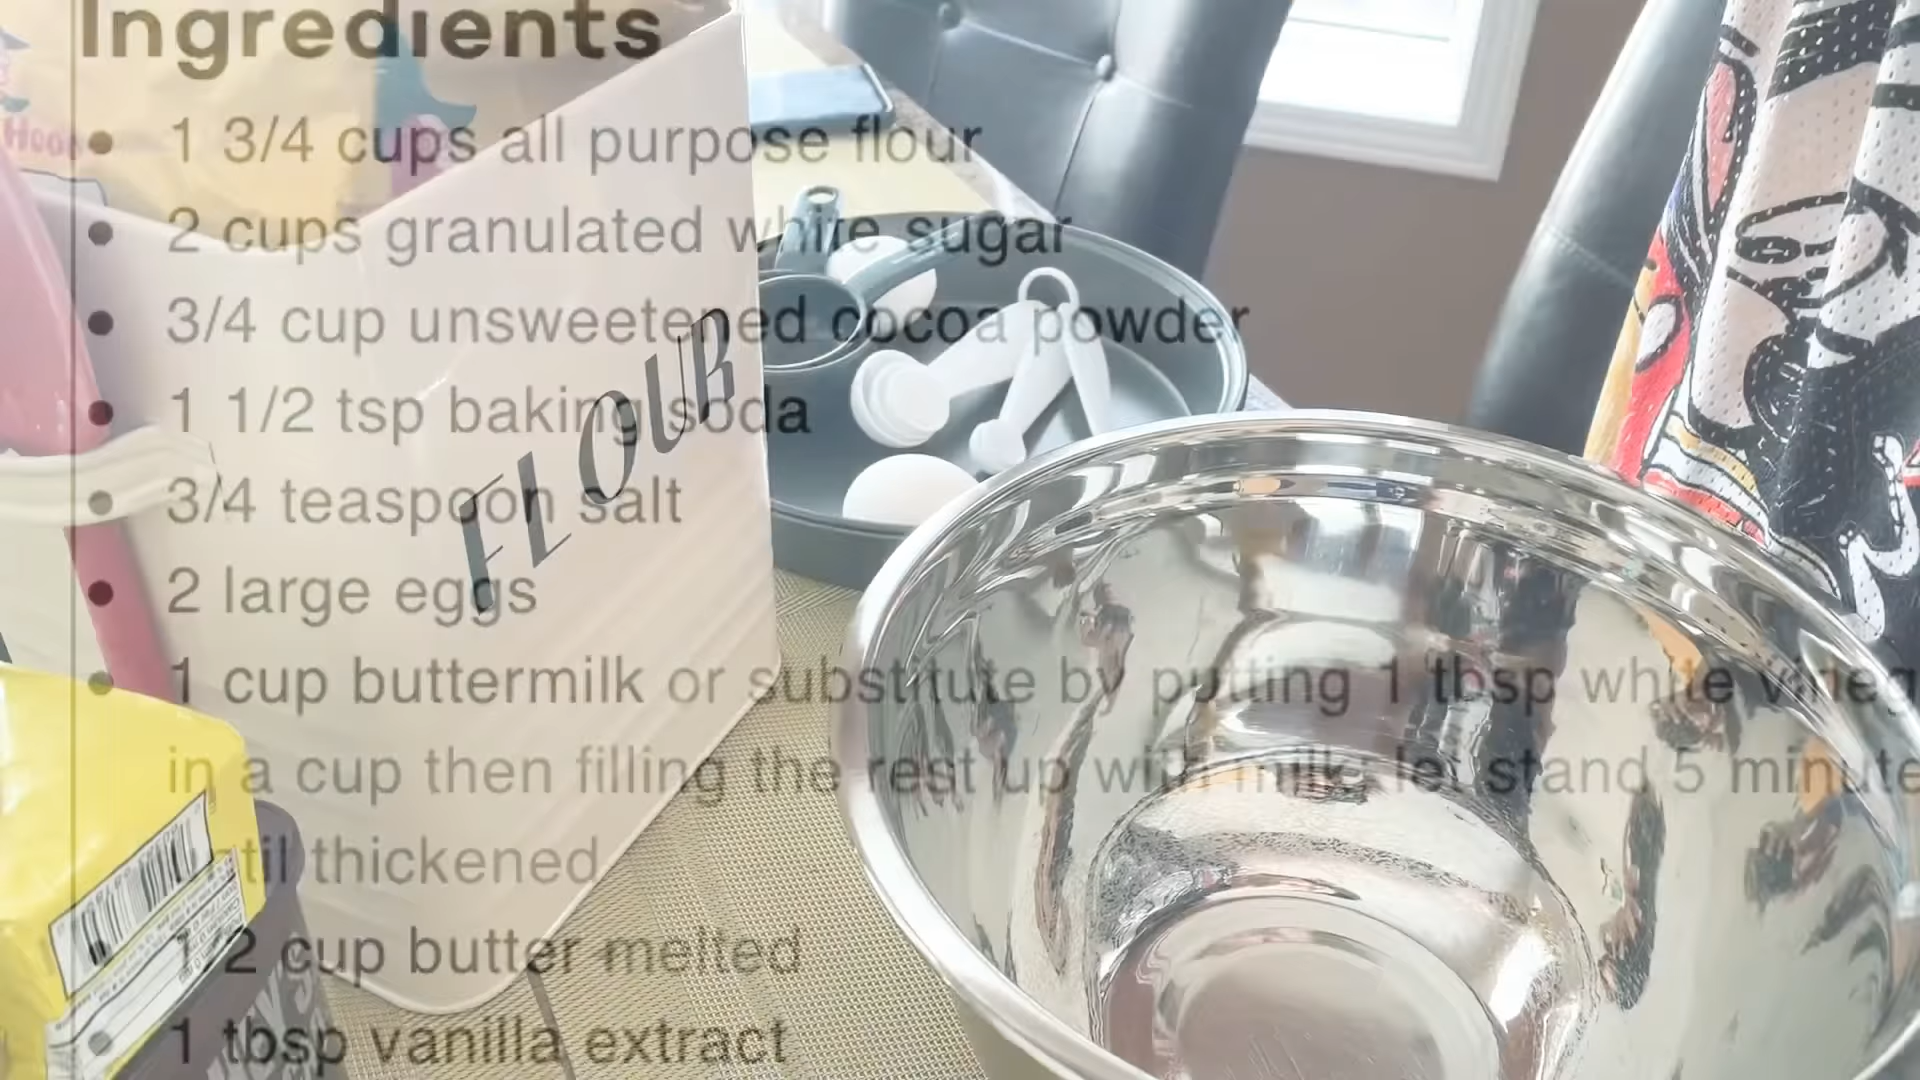 Ingredients
1 3/4 cups all purpose flour
2 cups granulated white sugar
3/4 cup unsweetened cocoa powder
1 1/2 tsp baking soda
3/4 teaspoon salt
2 large eggs
1 cup buttermilk or substitute by putting 1 tbsp white vineg
in a cup then filling the rest up with milk let stand 5 minute
til thickened
1/2 cup butter melted
1 tbsp vanilla extract
FLOUR